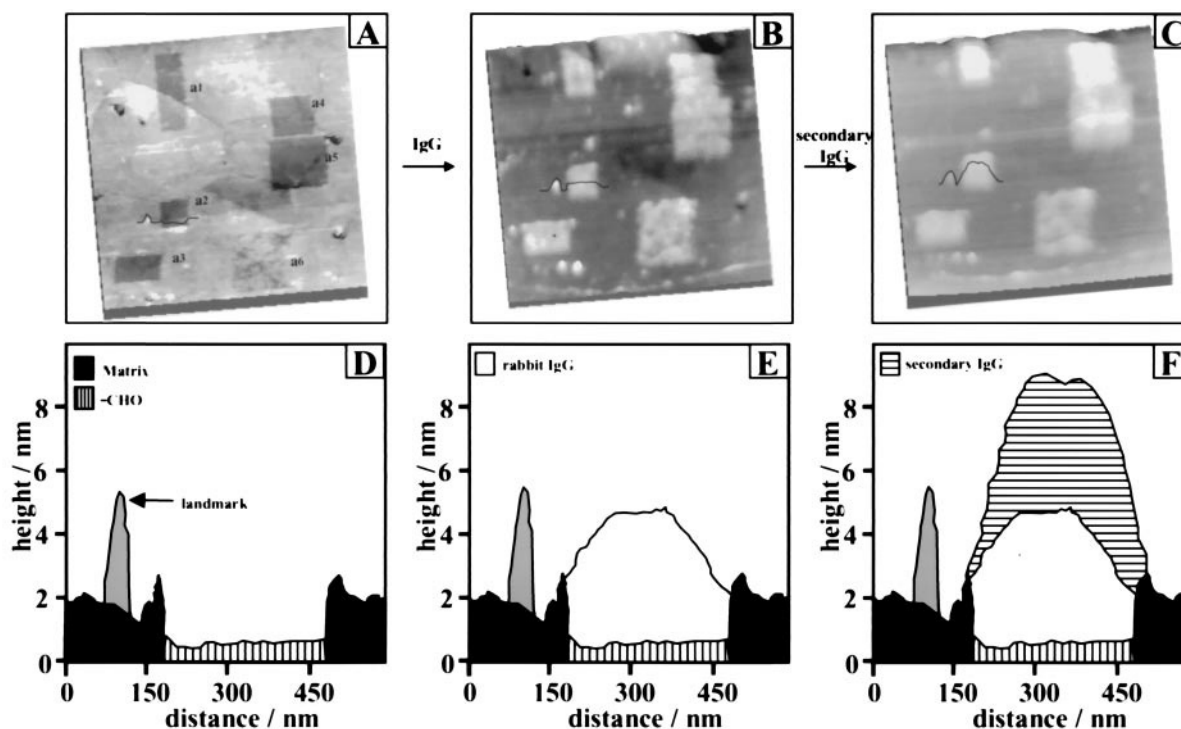 A
a1
a4
a5
a2
a3
a6
IgG
B
secondary
IgG
C
D
Matrix
-CHO
landmark
height / nm
8
6
4
2
0
0 150 300 450
distance / nm
E
rabbit IgG
height / nm
8
6
4
2
0
0 150 300 450
distance / nm
F
secondary IgG
height / nm
8
6
4
2
0
0 150 300 450
distance / nm